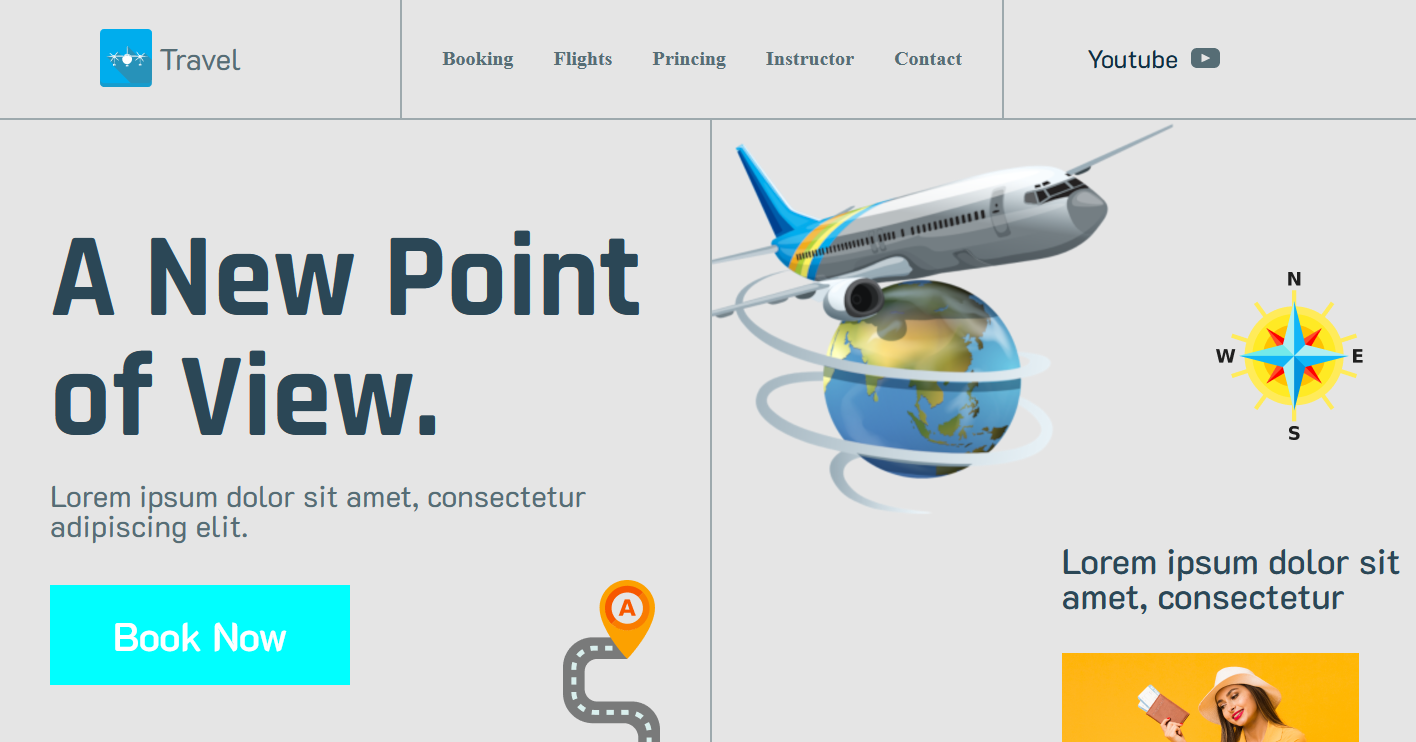 Travel
Booking Flights Princing Instructor Contact
Youtube
A New Point
of View.
Lorem ipsum dolor sit amet, consectetur
adipiscing elit.
Book Now
A
N
W E
S
Lorem ipsum dolor sit
amet, consectetur